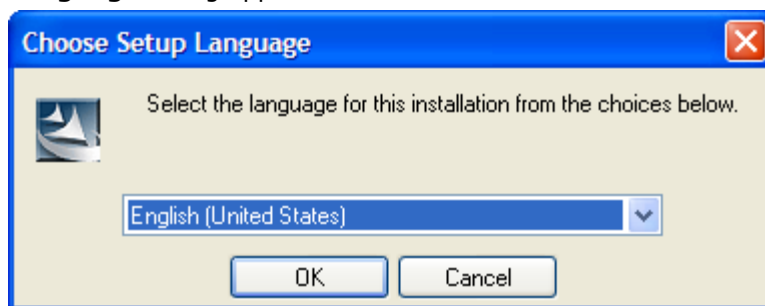 Choose Setup Language
Select the language for this installation from the choices below.
English (United States)
OK Cancel